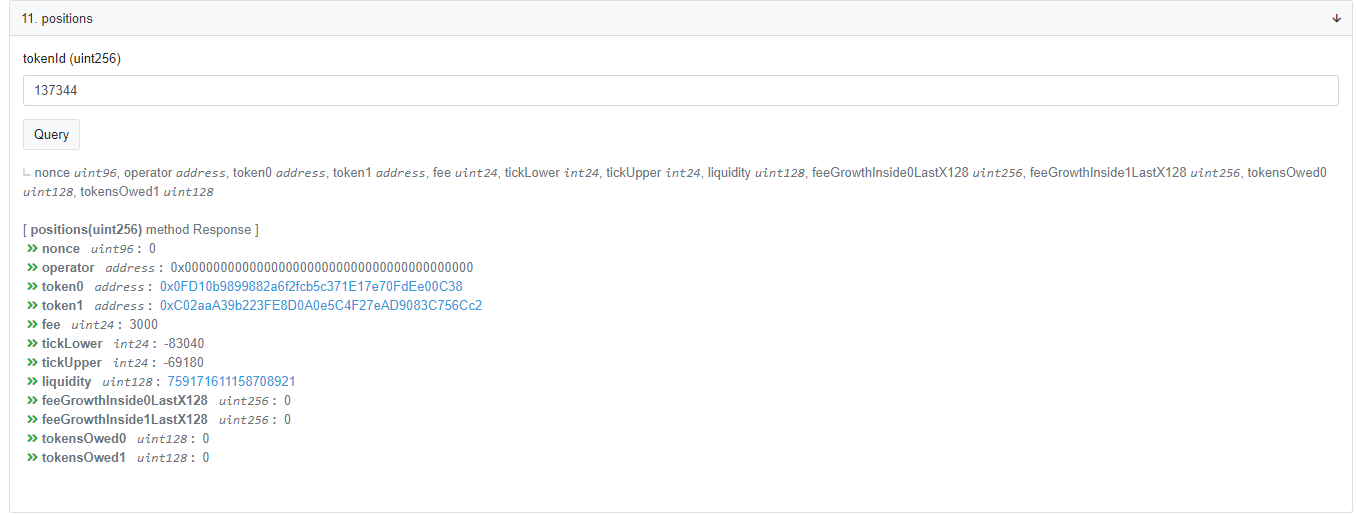 11. positions
tokenId (uint256)
137344
Query
nonce uint96, operator address, token0 address, token1 address, fee uint24, tickLower int24, tickUpper int24, liquidity uint128, feeGrowthInside0LastX128 uint256, feeGrowthInside1LastX128 uint256, tokensOwed0
uint128, tokensOwed1 uint128
[ positions(uint256) method Response ]
nonce uint96 : 0
operator address : 0x0000000000000000000000000000000000000000
token0 address : 0x0FD10b9899882a6f2fcb5c371E17e70FdEe00C38
token1 address : 0xC02aaA39b223FE8D0A0e5C4F27eAD9083C756Cc2
fee uint24 : 3000
tickLower int24 : -83040
tickUpper int24 : -69180
liquidity uint128 : 759171611158708921
feeGrowthInside0LastX128 uint256 : 0
feeGrowthInside1LastX128 uint256 : 0
tokensOwed0 uint128 : 0
tokensOwed1 uint128 : 0